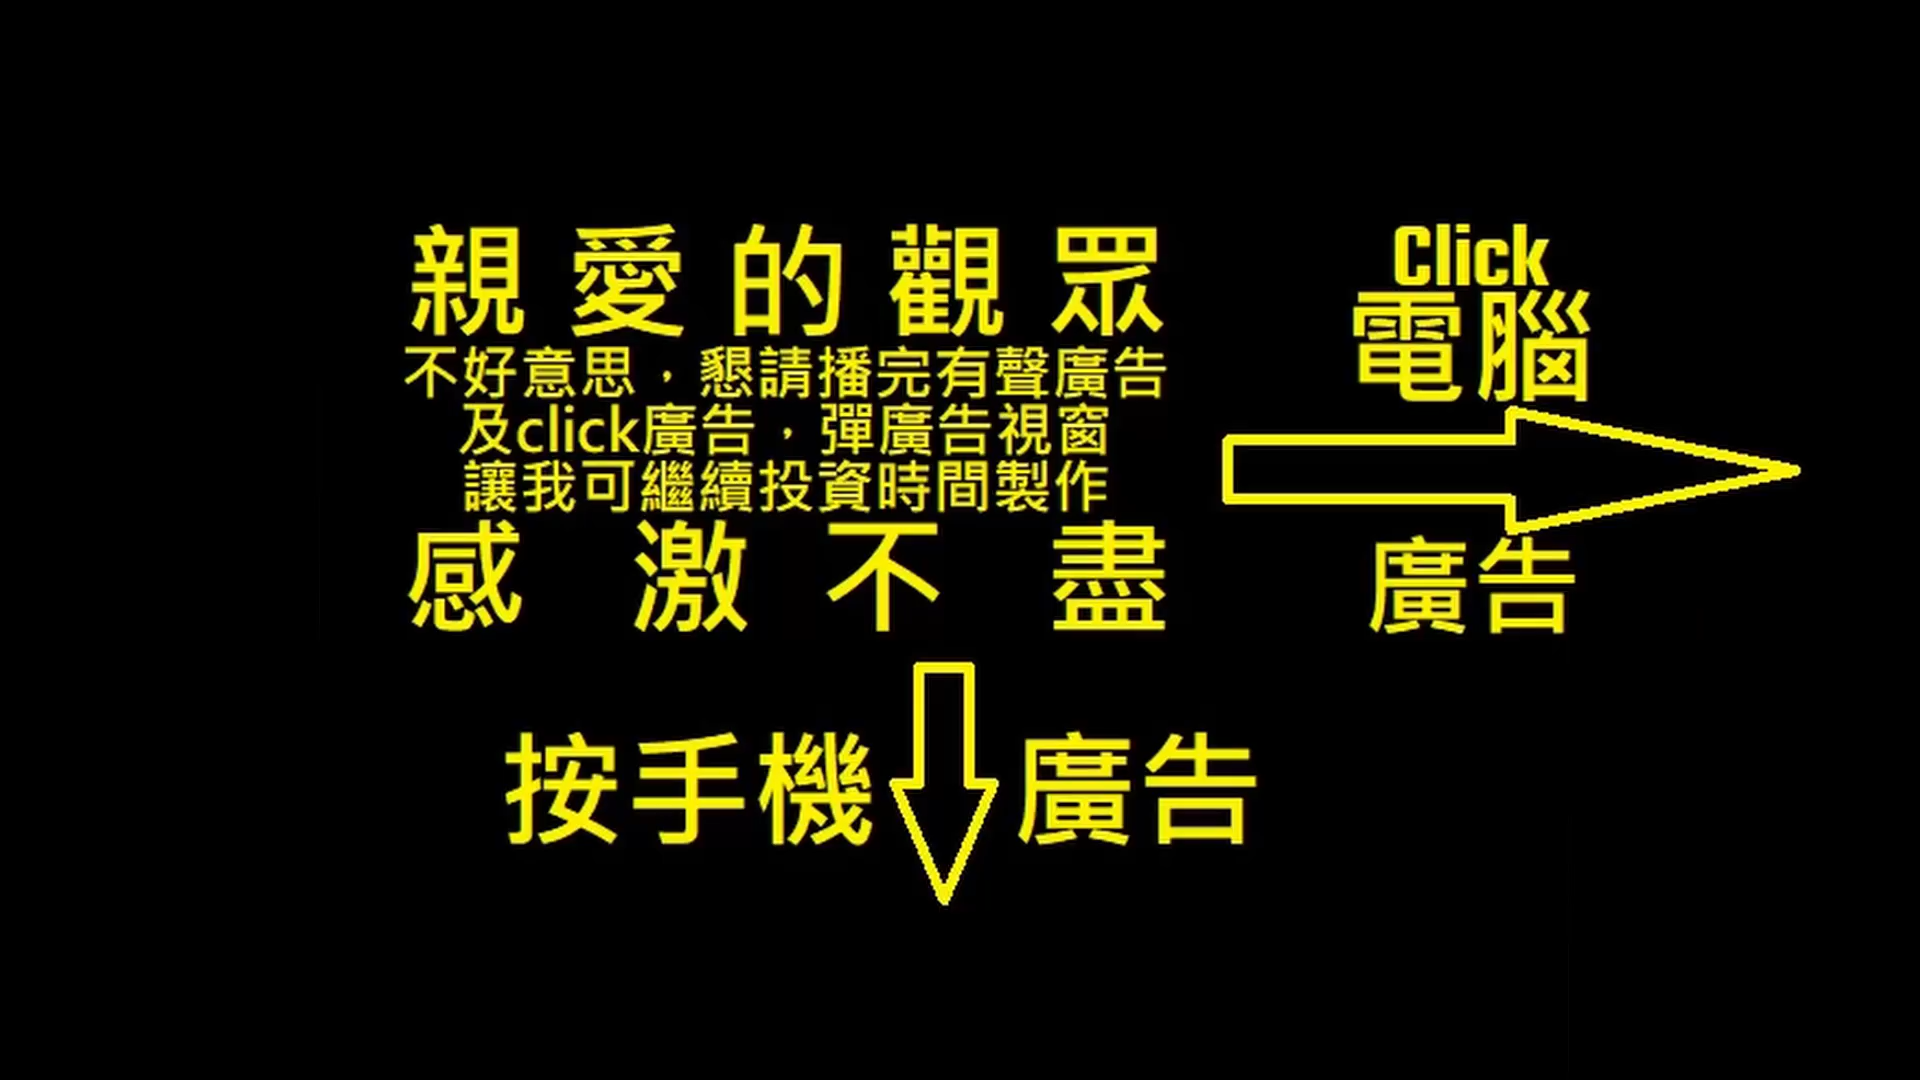 親愛的觀眾
不好意思，懇請播完有聲廣告
及click廣告，彈廣告視窗
讓我可繼續投資時間製作
感激不盡
Click
電腦
廣告
按手機 廣告